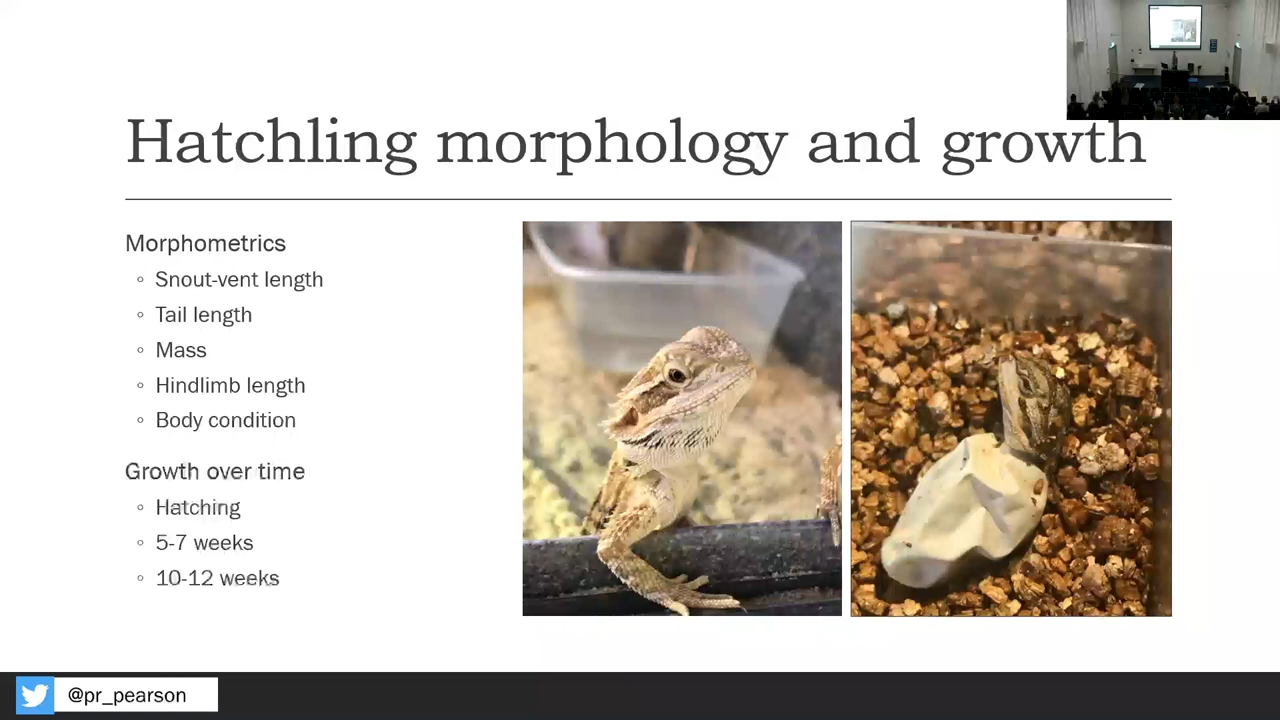 Hatchling morphology and growth
Morphometrics
Snout-vent length
Tail length
Mass
Hindlimb length
Body condition
Growth over time
Hatching
5-7 weeks
10-12 weeks
@pr_pearson